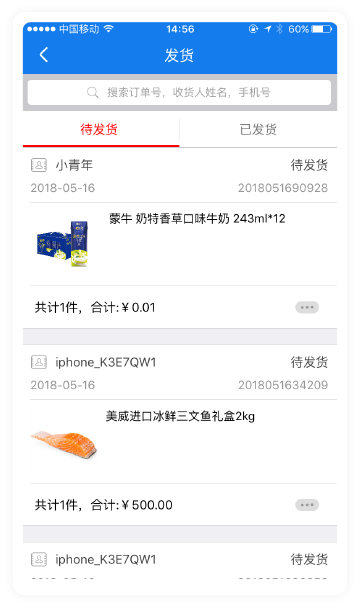 中国移动 14:56 60%
发货
搜索订单号，收货人姓名，手机号
待发货 已发货
小青年 待发货
2018-05-16 2018051690928
蒙牛 奶特香草口味牛奶 243ml*12
共计1件，合计:￥0.01
iphone_K3E7QW1 待发货
2018-05-16 2018051634209
美威进口冰鲜三文鱼礼盒2kg
共计1件，合计:￥500.00
iphone_K3E7QW1 待发货